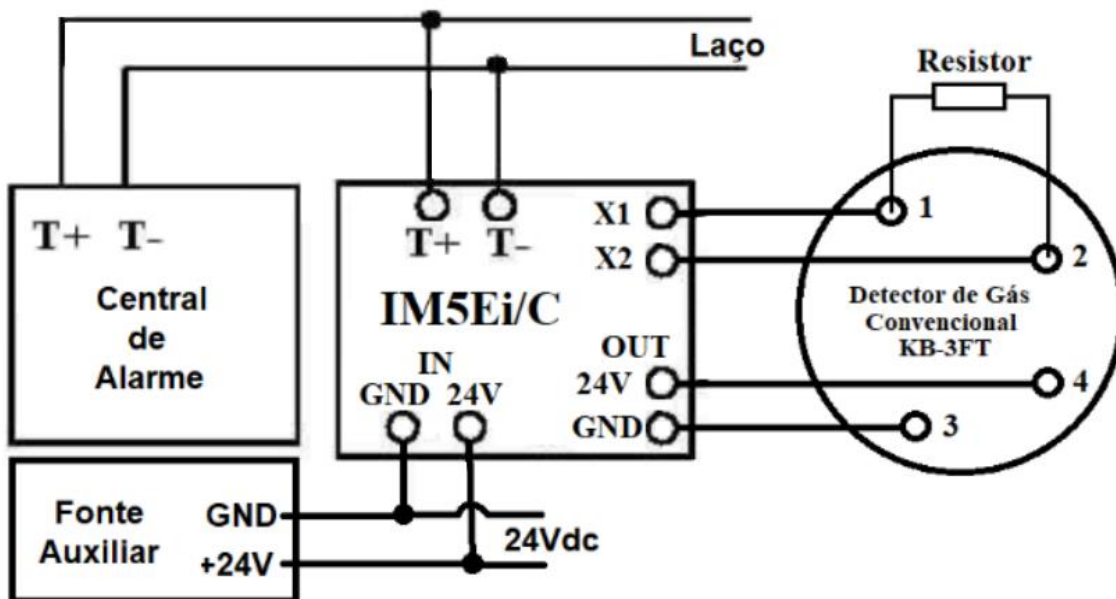 Laço
Resistor
T+ T-
Central
de
Alarme
T+ T-
IM5Ei/C
IN
GND 24V
X1
X2
OUT
24V
GND
1
2
Detector de Gás
Convencional
KB-3FT
4
3
Fonte
Auxiliar
GND
+24V
24Vdc